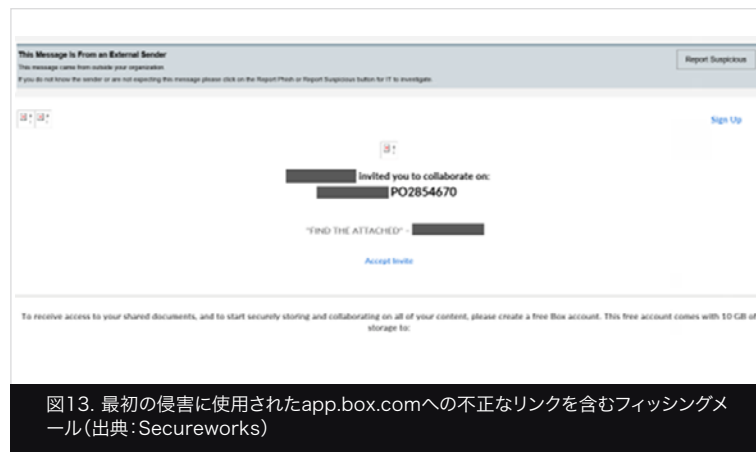 This Message Is From an External Sender
This message came from outside your organization.
If you do not know the sender or are not expecting this message please click on the Report Phish or Report Suspicious button for IT to investigate.
Report Suspicious
Sign Up
invited you to collaborate on:
PO2854670
"FIND THE ATTACHED" -
Accept Invite
To receive access to your shared documents, and to start securely storing and collaborating on all of your content, please create a free Box account. This free account comes with 10 GB of
storage to:
図13. 最初の侵害に使用されたapp.box.comへの不正なリンクを含むフィッシングメ
ール（出典：Secureworks）